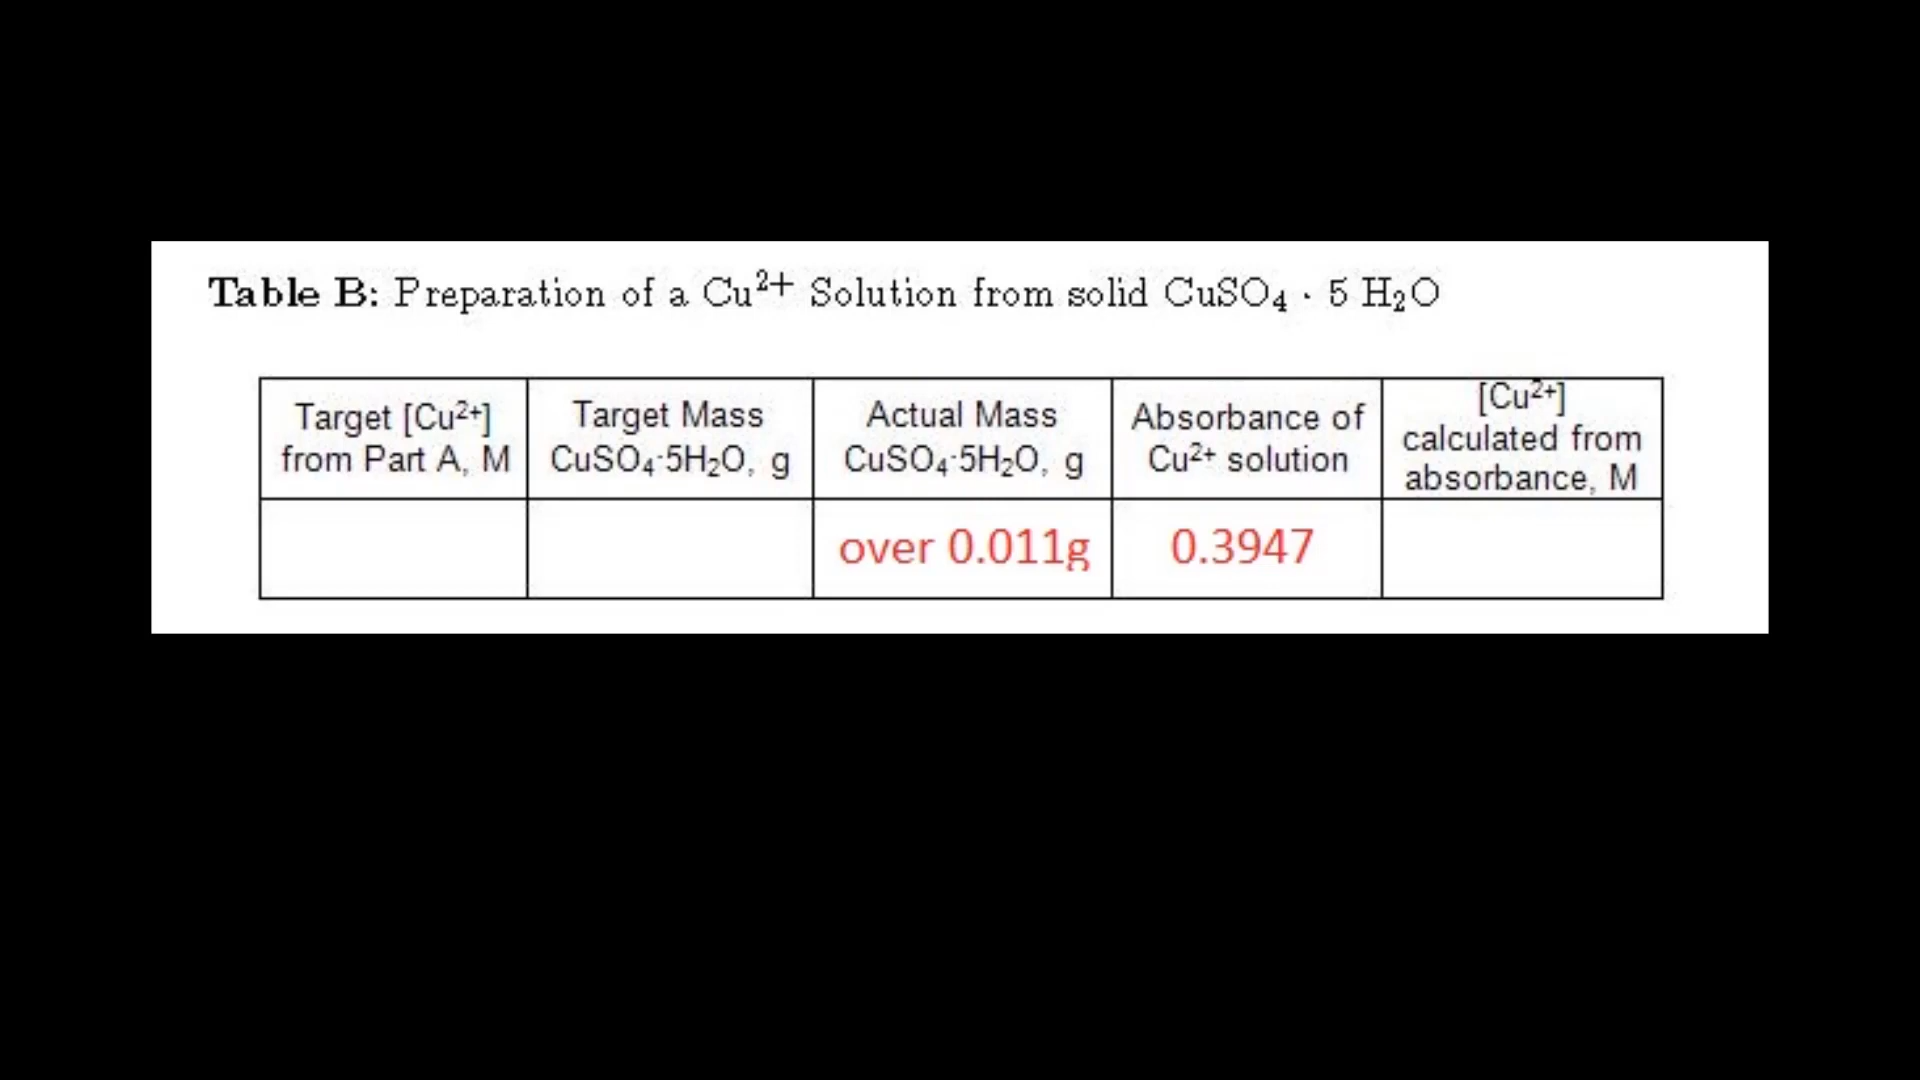 Table B: Preparation of a Cu²⁺ Solution from solid CuSO₄ · 5 H₂O
Target [Cu²⁺]
from Part A, M
Target Mass
CuSO₄·5H₂O, g
Actual Mass
CuSO₄·5H₂O, g
Absorbance of
Cu²⁺ solution
[Cu²⁺]
calculated from
absorbance, M
over 0.011g
0.3947